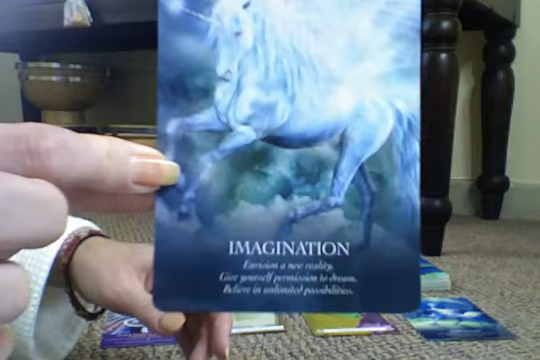 IMAGINATION
Envision a new reality.
Give yourself permission to dream.
Believe in unlimited possibilities.